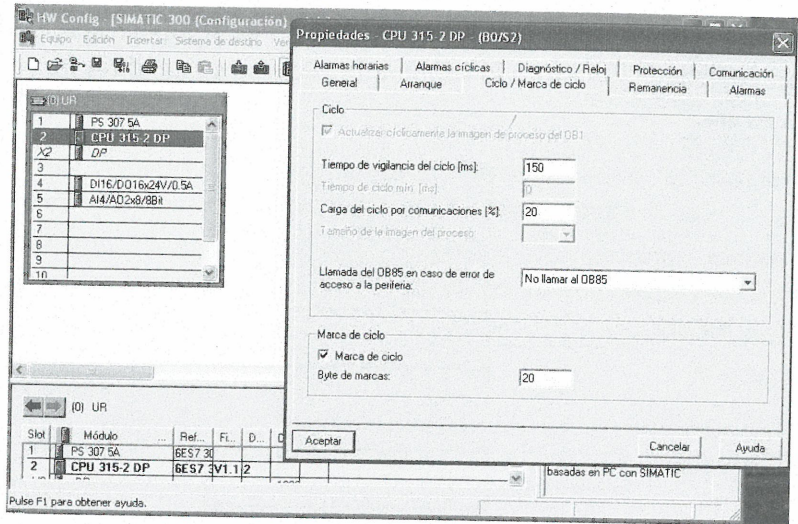 HW Config - [SIMATIC 300 (Configuración)
Equipo Edición Insertar Sistema de destino Ver
(0) UR
1 PS 307 5A
2 CPU 315-2 DP
X2 DP
3
4 DI16/DO16x24V/0.5A
5 AI4/AO2x8/8Bit
6
7
8
9
10
(0) UR
Slot Módulo ... Ref... Fi... D...
1 PS 307 5A 6ES7 30
2 CPU 315-2 DP 6ES7 3 V1.1 2
Pulse F1 para obtener ayuda.
Propiedades - CPU 315-2 DP - (R0/S2)
Alarmas horarias Alarmas cíclicas Diagnóstico / Reloj Protección Comunicación
General Arranque Ciclo / Marca de ciclo Remanencia Alarmas
Ciclo
Actualizar cíclicamente la imagen de proceso del OB1
Tiempo de vigilancia del ciclo [ms]: 150
Tiempo de ciclo mín. [ms]: 0
Carga del ciclo por comunicaciones [%]: 20
Tamaño de la imagen del proceso:
Llamada del OB85 en caso de error de
acceso a la periferia: No llamar al OB85
Marca de ciclo
Marca de ciclo
Byte de marcas: 20
Aceptar Cancelar Ayuda
basadas en PC con SIMATIC